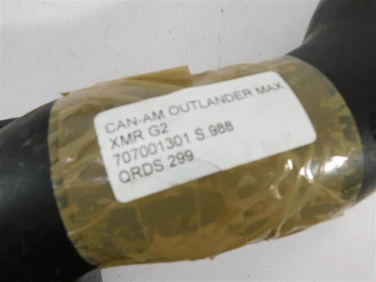 CAN-AM OUTLANDER MAX
XMR G2
707001301 S 988
QRDS 299